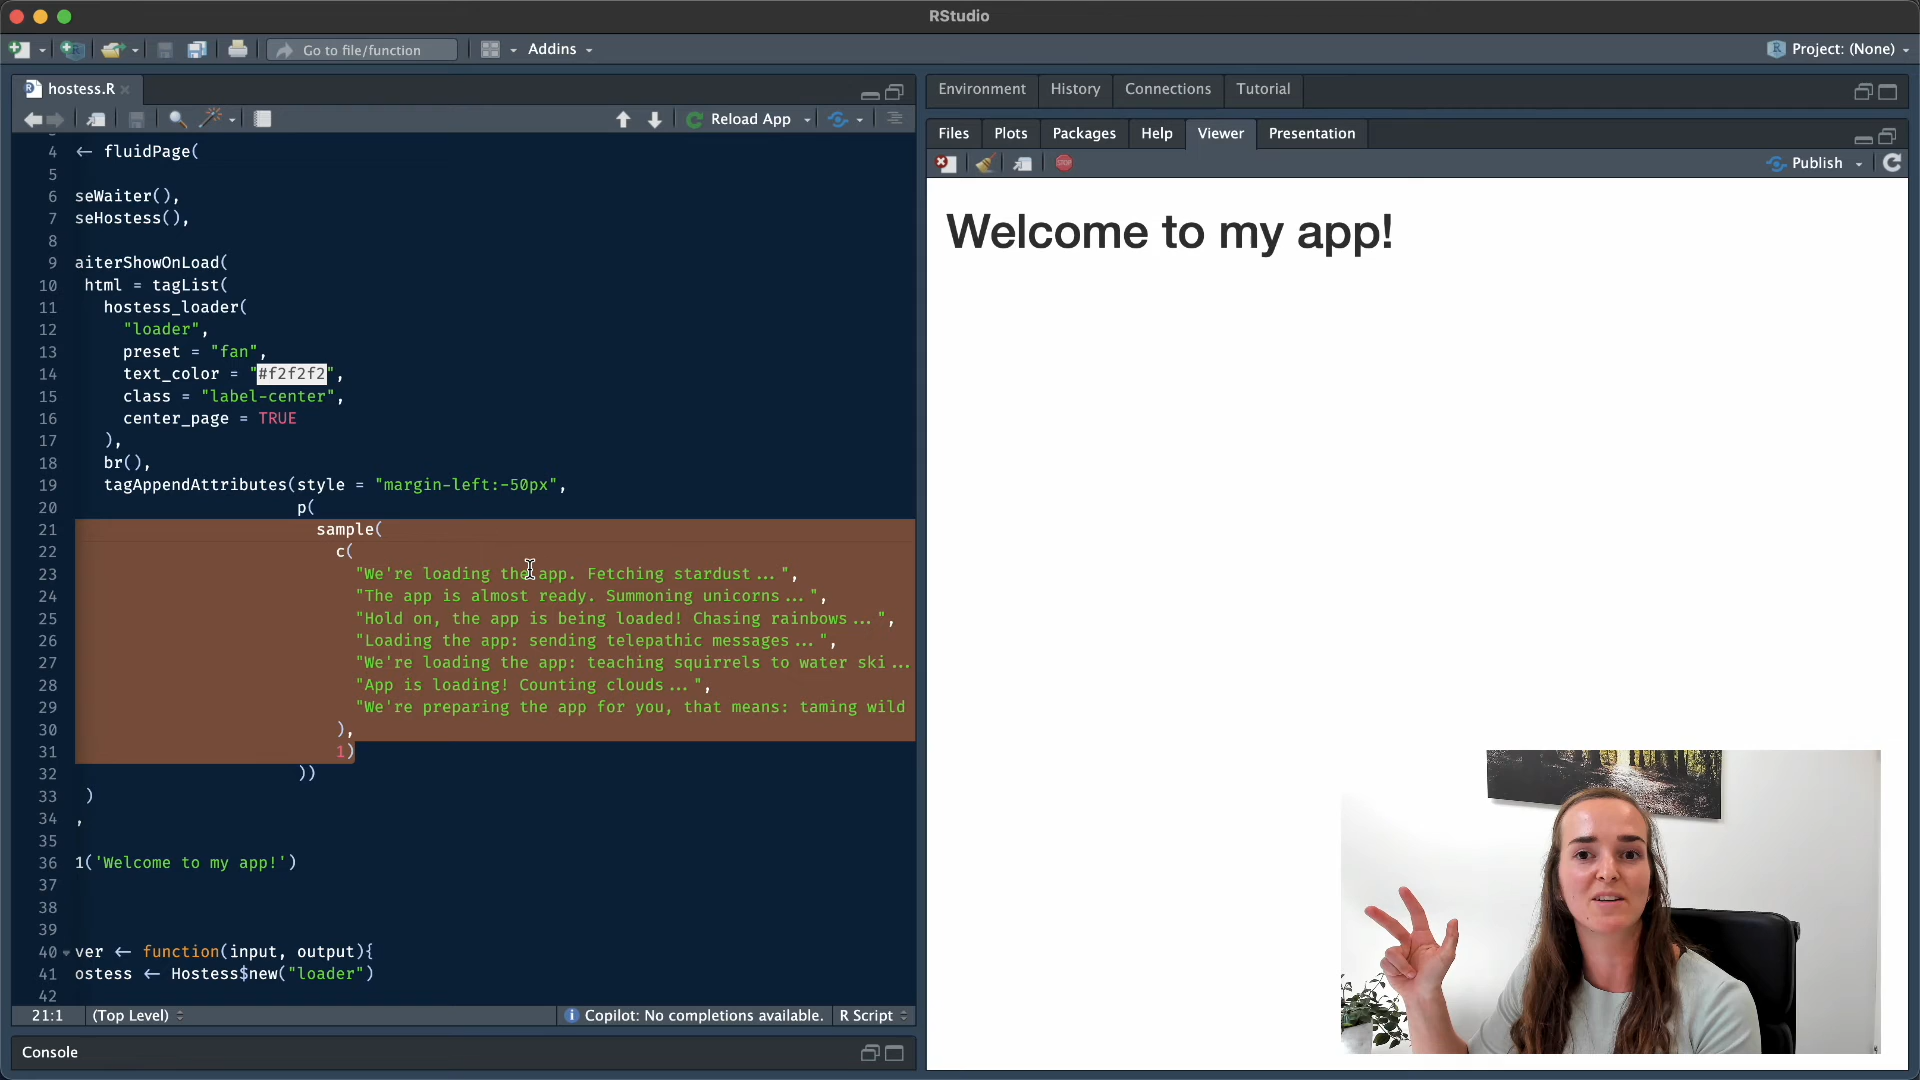 RStudio
Go to file/function
Addins
Project: (None)
hostess.R
Reload App
4 <- fluidPage(
5
6 seWaiter(),
7 seHostess(),
8
9 aiterShowOnLoad(
10 html = tagList(
11 hostess_loader(
12 "loader",
13 preset = "fan",
14 text_color = "#f2f2f2",
15 class = "label-center",
16 center_page = TRUE
17 ),
18 br(),
19 tagAppendAttributes(style = "margin-left:-50px",
20 p(
21 sample(
22 c(
23 "We're loading the app. Fetching stardust...",
24 "The app is almost ready. Summoning unicorns...",
25 "Hold on, the app is being loaded! Chasing rainbows...",
26 "Loading the app: sending telepathic messages...",
27 "We're loading the app: teaching squirrels to water ski...
28 "App is loading! Counting clouds...",
29 "We're preparing the app for you, that means: taming wild
30 ),
31 1)
32 ))
33 )
34 ,
35
36 1('Welcome to my app!')
37
38
39
40 ver <- function(input, output){
41 ostess <- Hostess$new("loader")
42
21:1 (Top Level) Copilot: No completions available. R Script
Console
Environment History Connections Tutorial
Files Plots Packages Help Viewer Presentation
STOP
Publish
Welcome to my app!